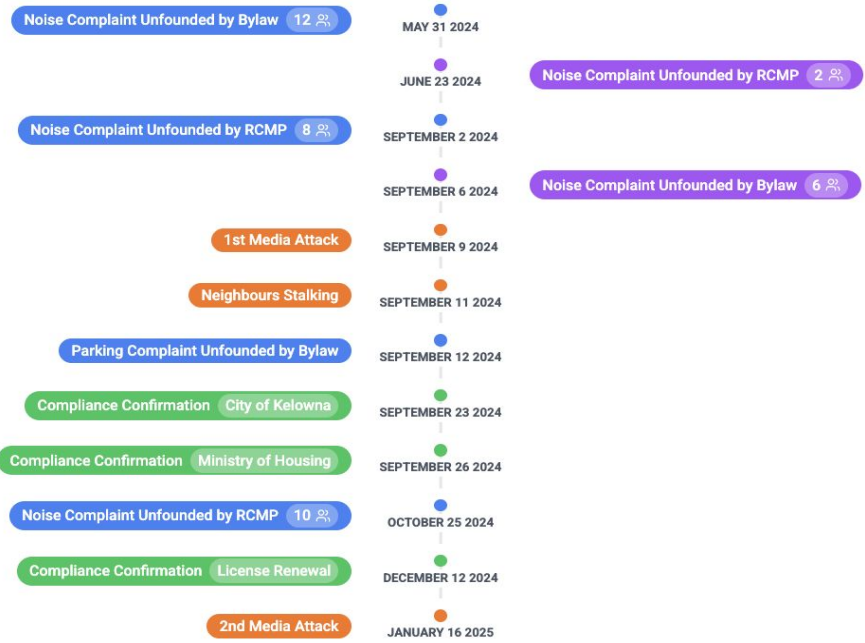 Noise Complaint Unfounded by Bylaw 12
MAY 31 2024
Noise Complaint Unfounded by RCMP 2
JUNE 23 2024
Noise Complaint Unfounded by RCMP 8
SEPTEMBER 2 2024
Noise Complaint Unfounded by Bylaw 6
SEPTEMBER 6 2024
1st Media Attack
SEPTEMBER 9 2024
Neighbours Stalking
SEPTEMBER 11 2024
Parking Complaint Unfounded by Bylaw
SEPTEMBER 12 2024
Compliance Confirmation City of Kelowna
SEPTEMBER 23 2024
Compliance Confirmation Ministry of Housing
SEPTEMBER 26 2024
Noise Complaint Unfounded by RCMP 10
OCTOBER 25 2024
Compliance Confirmation License Renewal
DECEMBER 12 2024
2nd Media Attack
JANUARY 16 2025